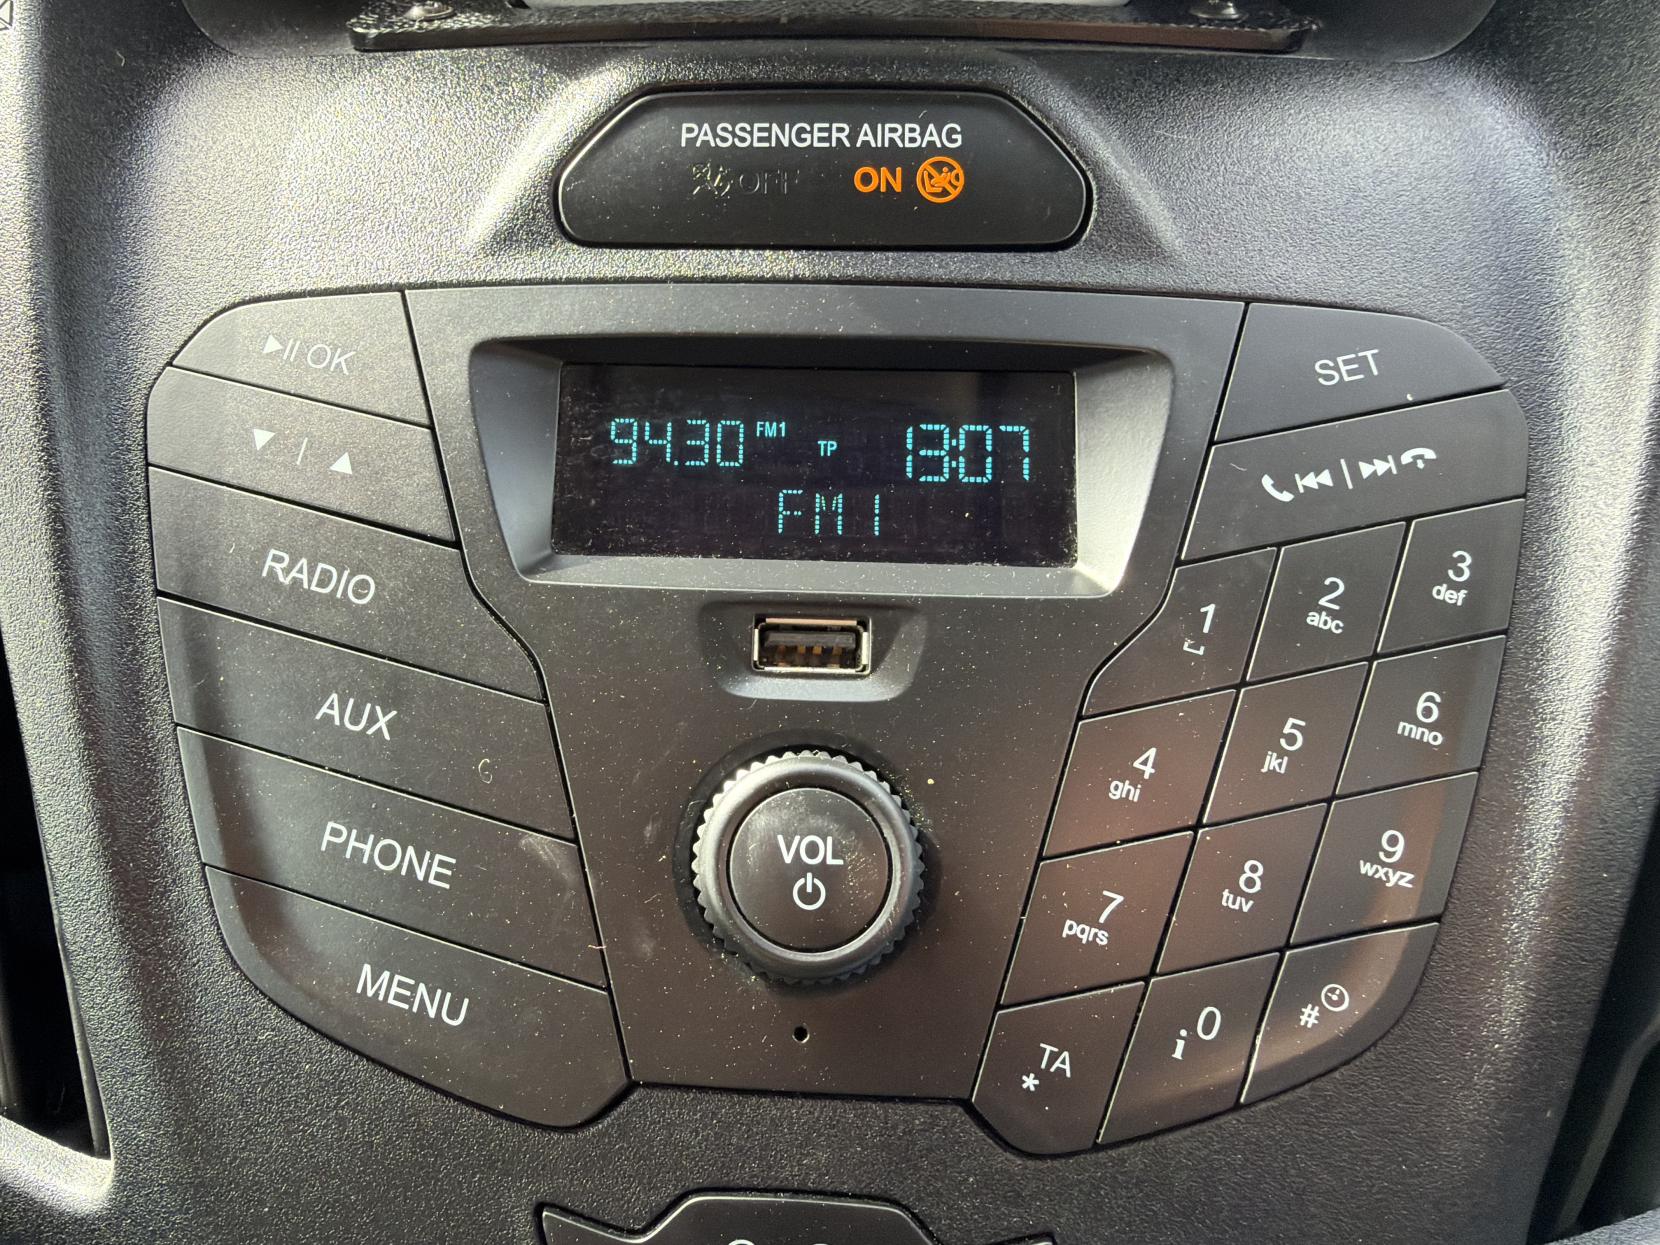 PASSENGER AIRBAG
OFF ON
OK
SET
94.30 FM1 TP 13:07
FM1
RADIO
AUX
PHONE
MENU
VOL
1
2 abc
3 def
4 ghi
5 jkl
6 mno
7 pqrs
8 tuv
9 wxyz
* TA
i 0
#